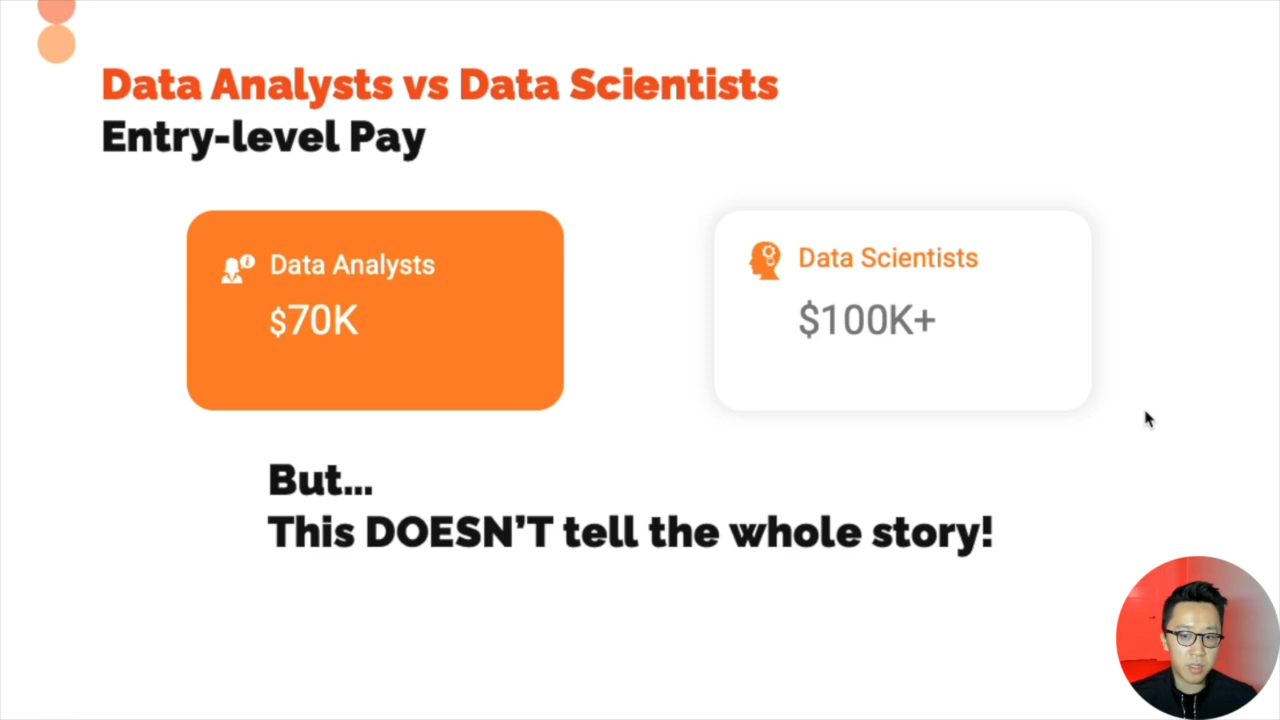 Data Analysts vs Data Scientists
Entry-level Pay
Data Analysts
$70K
Data Scientists
$100K+
But...
This DOESN’T tell the whole story!